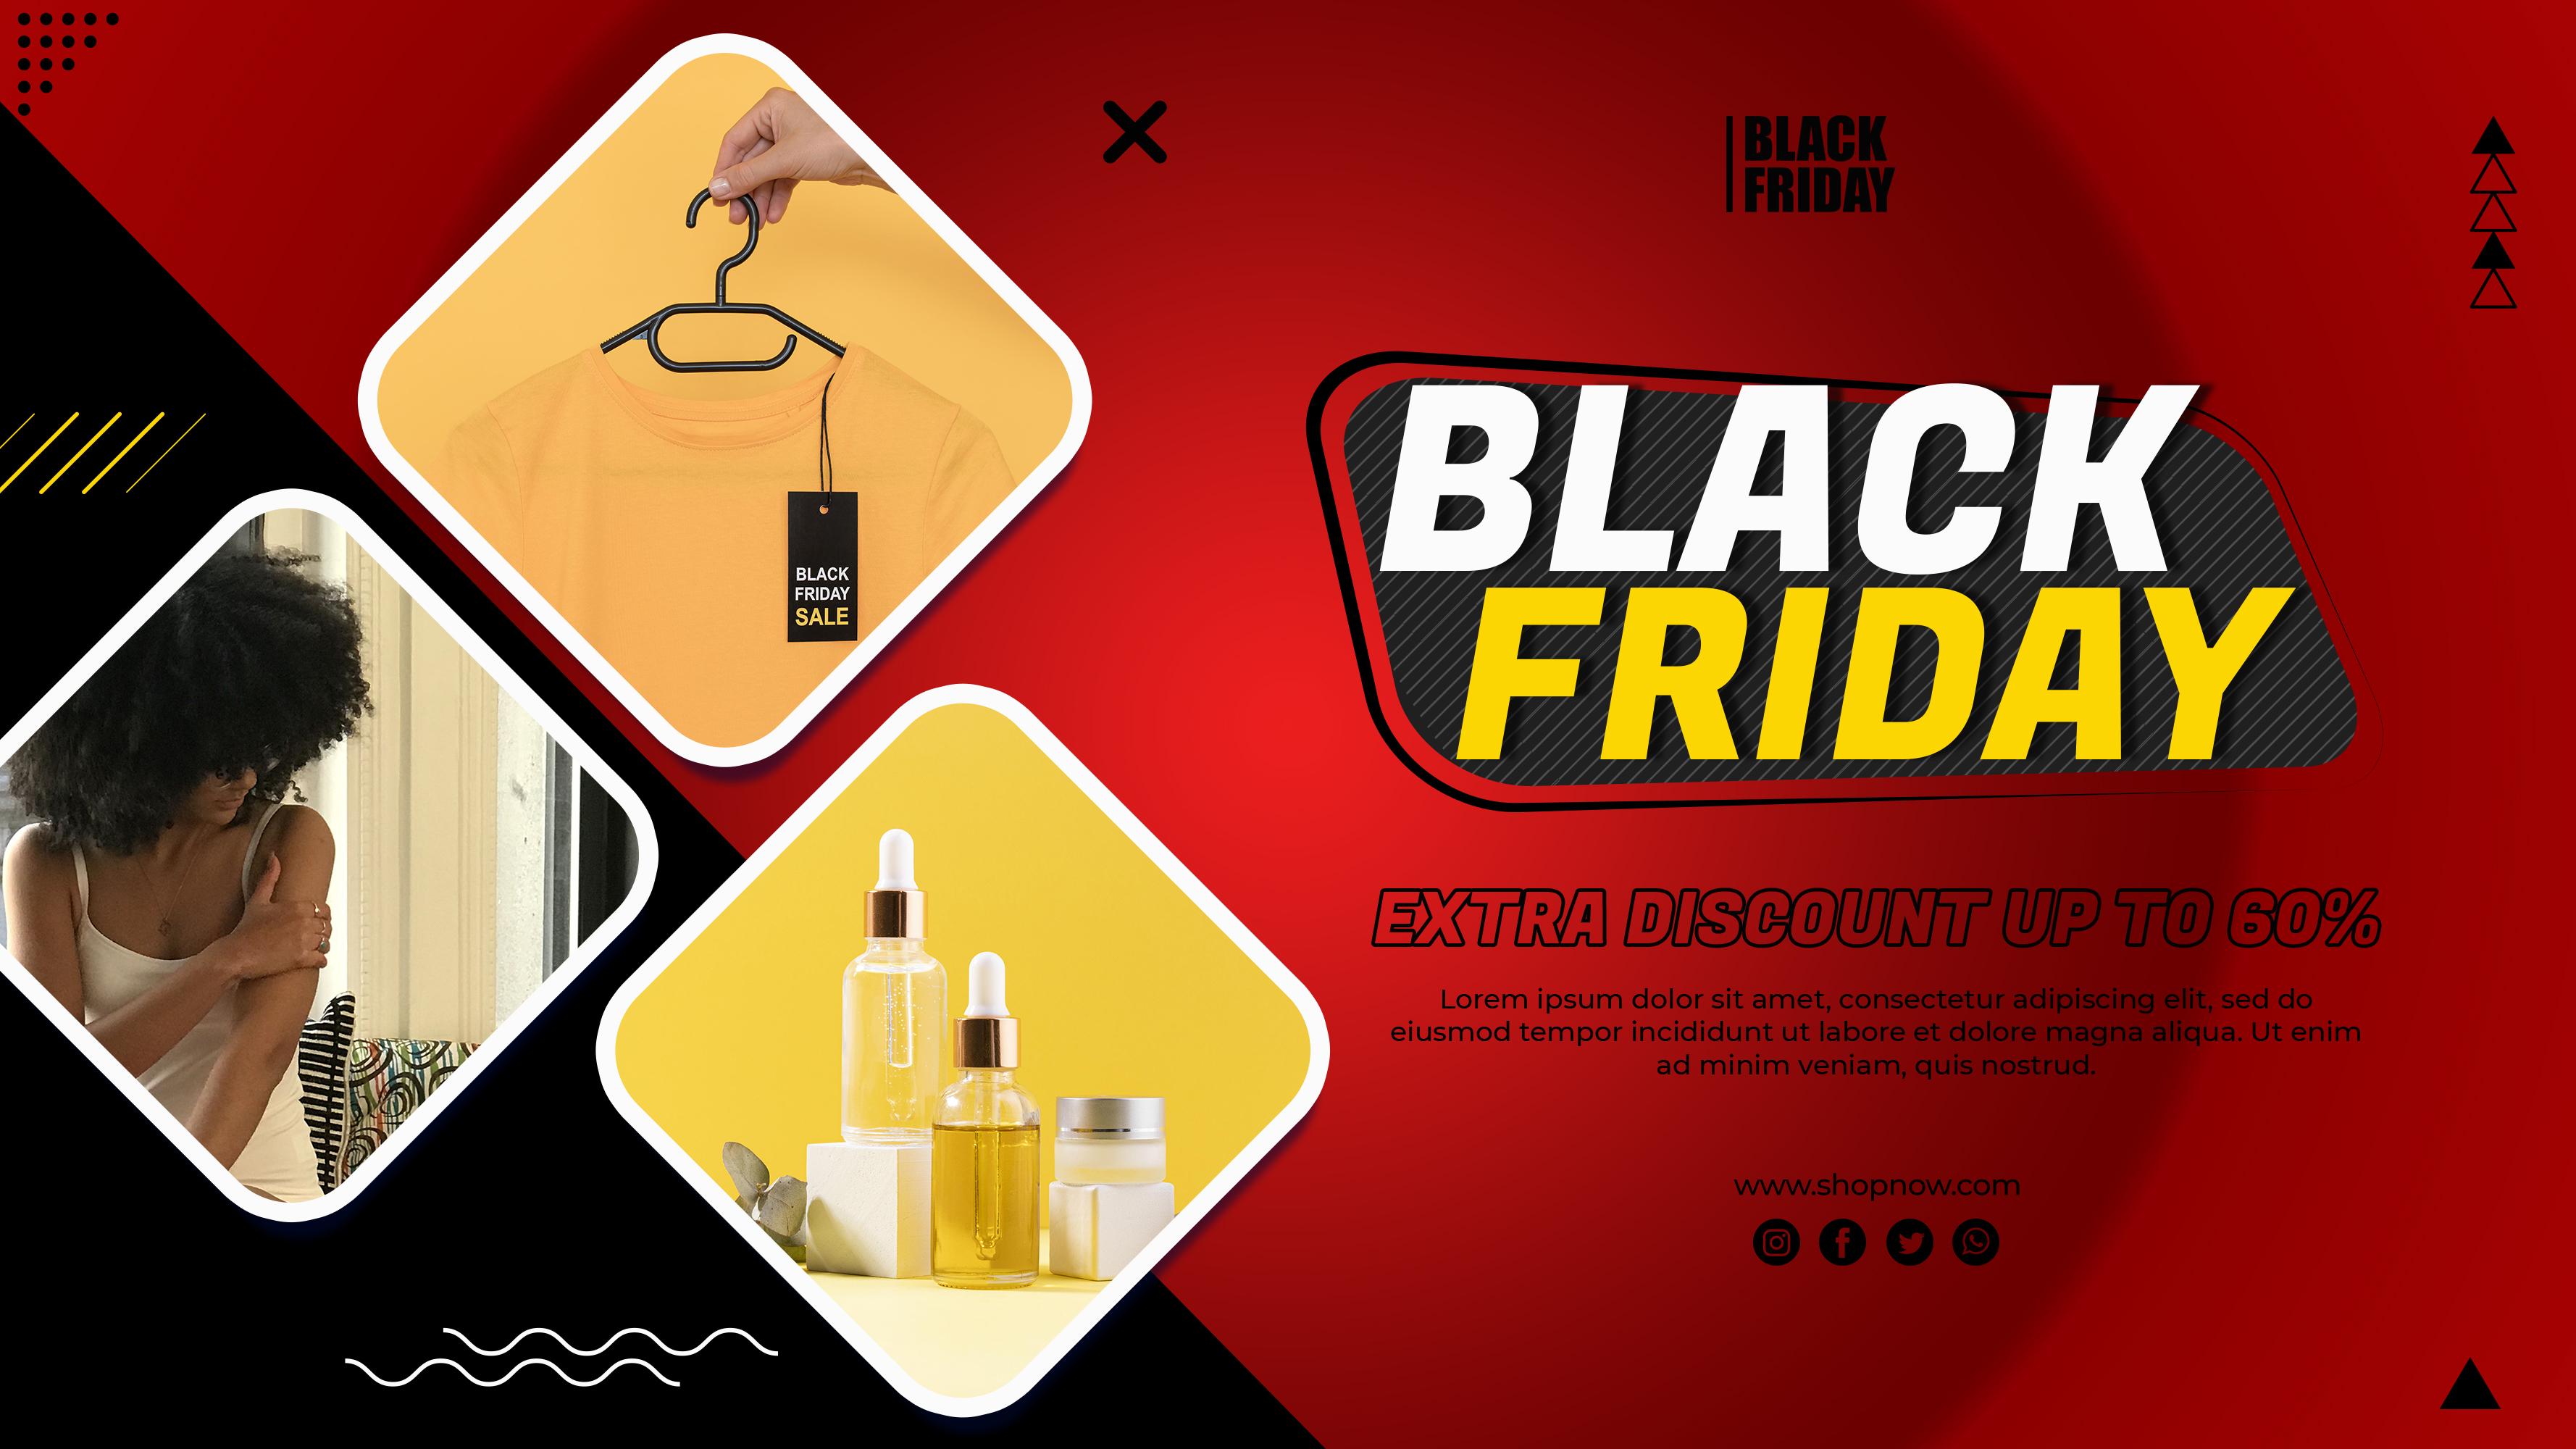 BLACK
FRIDAY
BLACK
FRIDAY
SALE
BLACK
FRIDAY
EXTRA DISCOUNT UP TO 60%
Lorem ipsum dolor sit amet, consectetur adipiscing elit, sed do
eiusmod tempor incididunt ut labore et dolore magna aliqua. Ut enim
ad minim veniam, quis nostrud.
www.shopnow.com